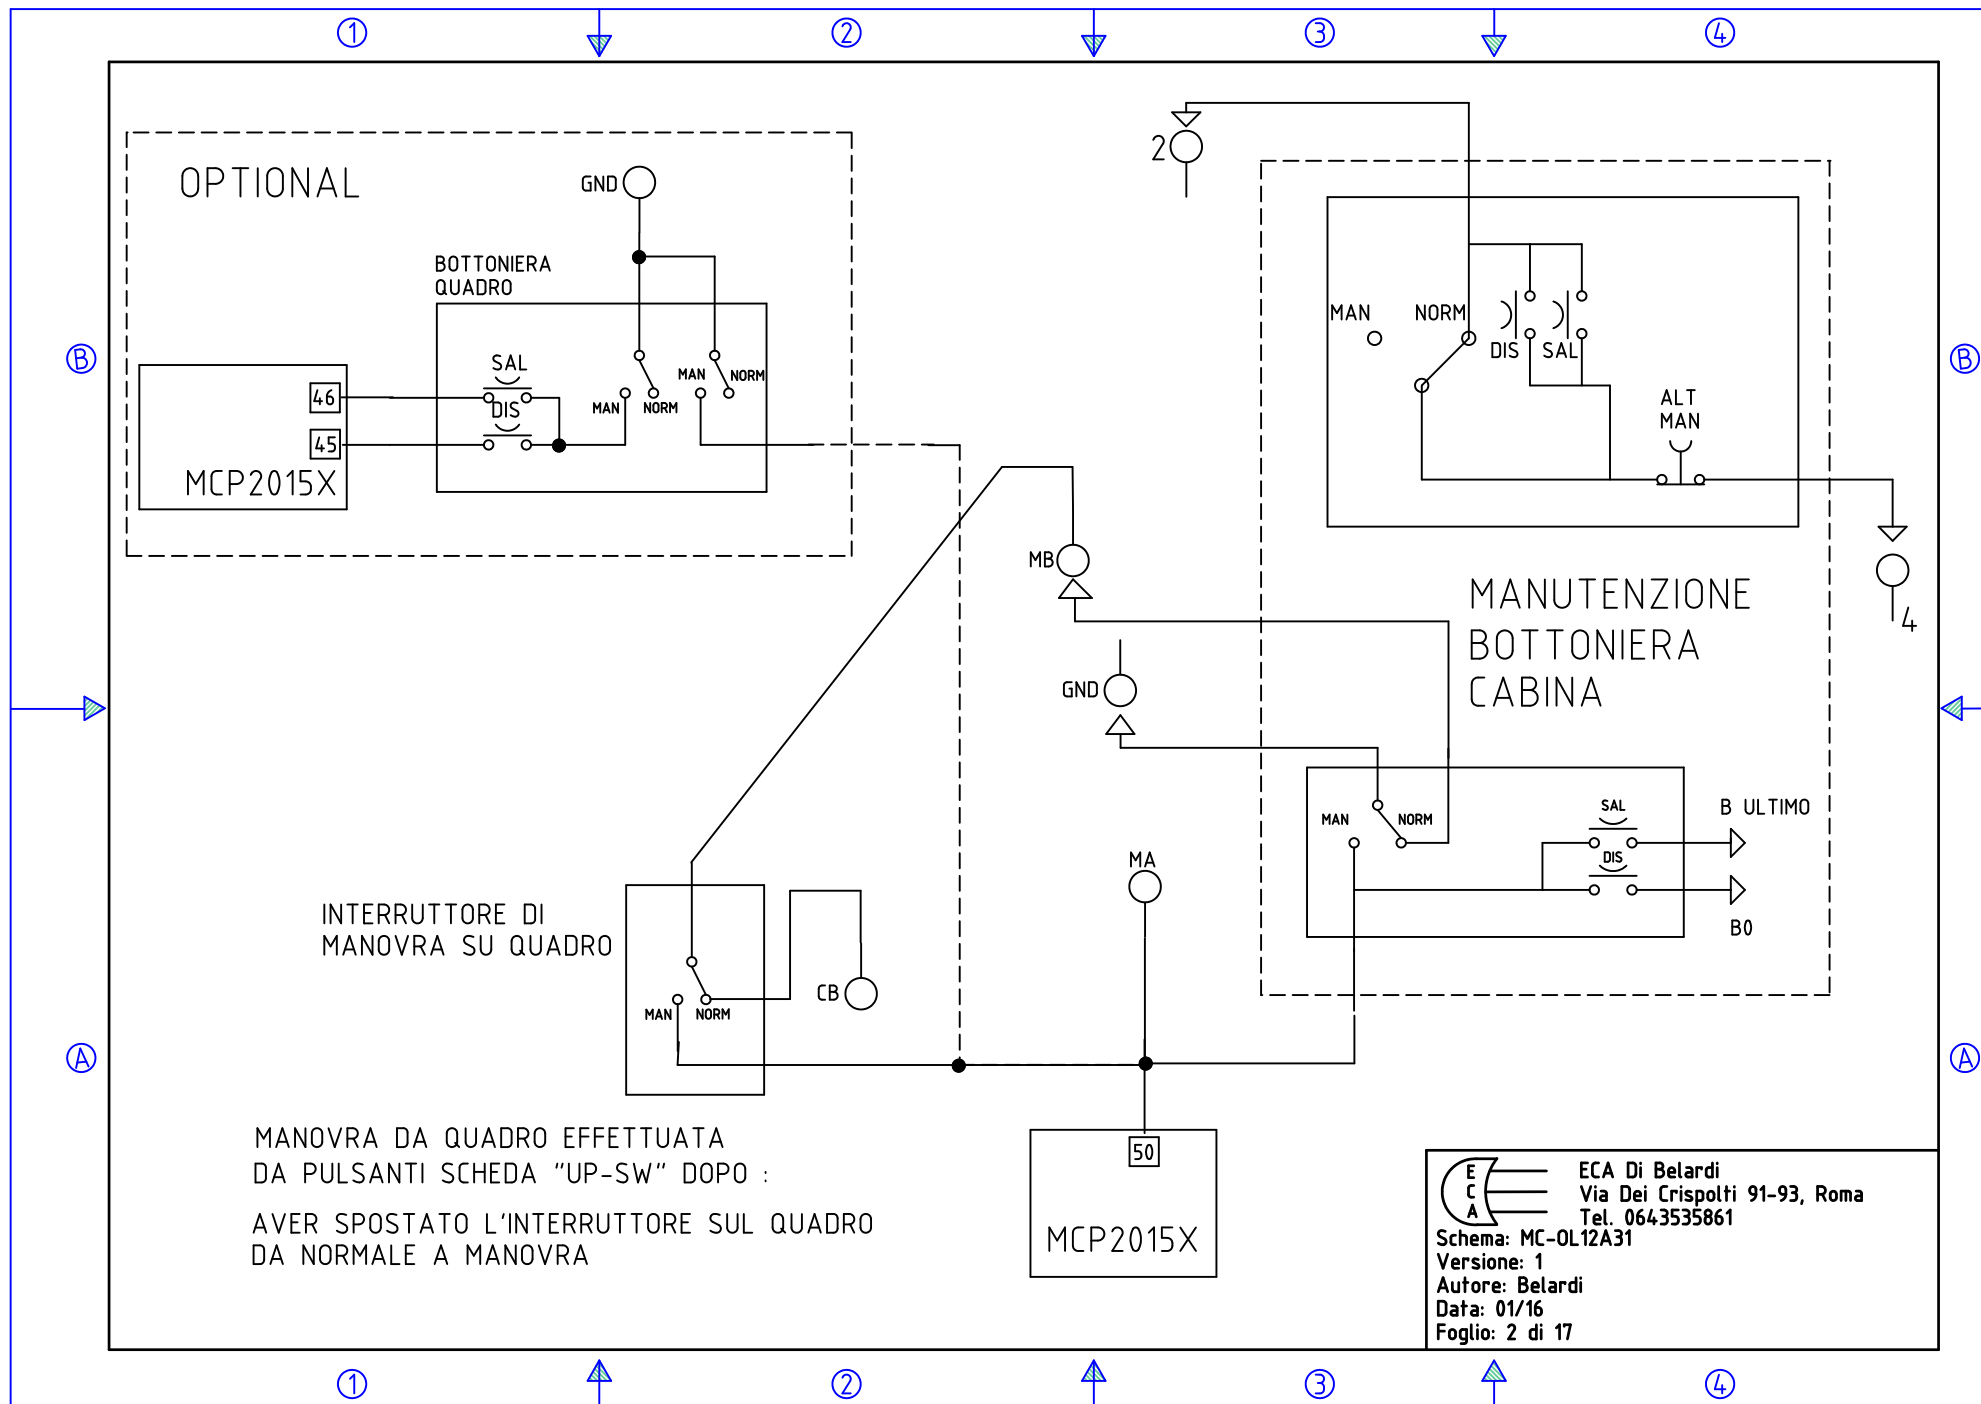 1 2 3 4
2
OPTIONAL
GND
BOTTONIERA
QUADRO
MAN NORM
DIS SAL
B B
SAL
MAN NORM
46
DIS
MAN NORM
ALT
MAN
45
MCP2015X
MB
MANUTENZIONE
BOTTONIERA
CABINA
4
GND
SAL
B ULTIMO
MAN NORM
DIS
MA
B0
INTERRUTTORE DI
MANOVRA SU QUADRO
CB
MAN NORM
A A
MANOVRA DA QUADRO EFFETTUATA
DA PULSANTI SCHEDA "UP-SW" DOPO :
AVER SPOSTATO L'INTERRUTTORE SUL QUADRO
DA NORMALE A MANOVRA
50
MCP2015X
E
C
A
ECA Di Belardi
Via Dei Crispolti 91-93, Roma
Tel. 0643535861
Schema: MC-OL12A31
Versione: 1
Autore: Belardi
Data: 01/16
Foglio: 2 di 17
1 2 3 4